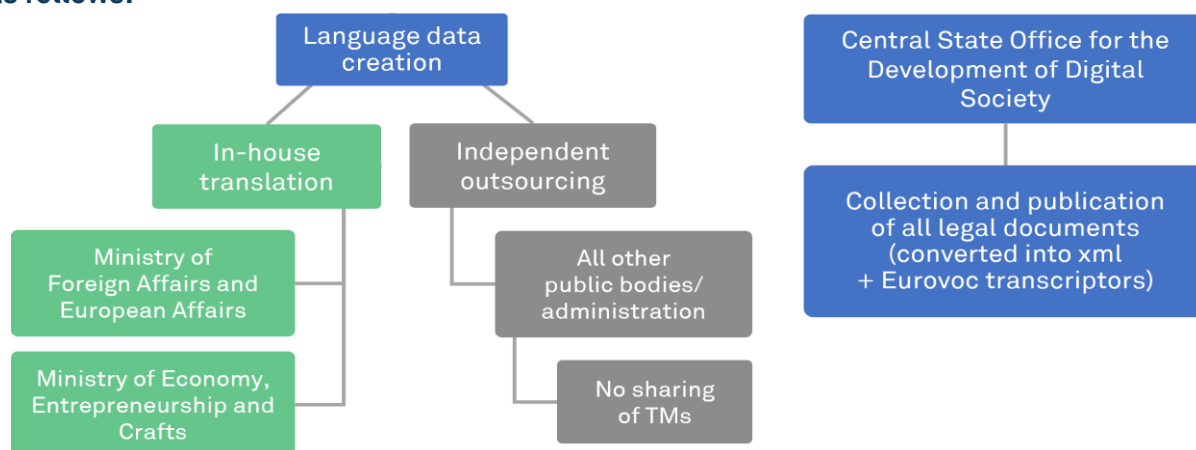 as follows:
Language data
creation
In-house
translation
Independent
outsourcing
Ministry of
Foreign Affairs and
European Affairs
Ministry of Economy,
Entrepreneurship and
Crafts
All other
public bodies/
administration
No sharing
of TMs
Central State Office for the
Development of Digital
Society
Collection and publication
of all legal documents
(converted into xml
+ Eurovoc transcriptors)